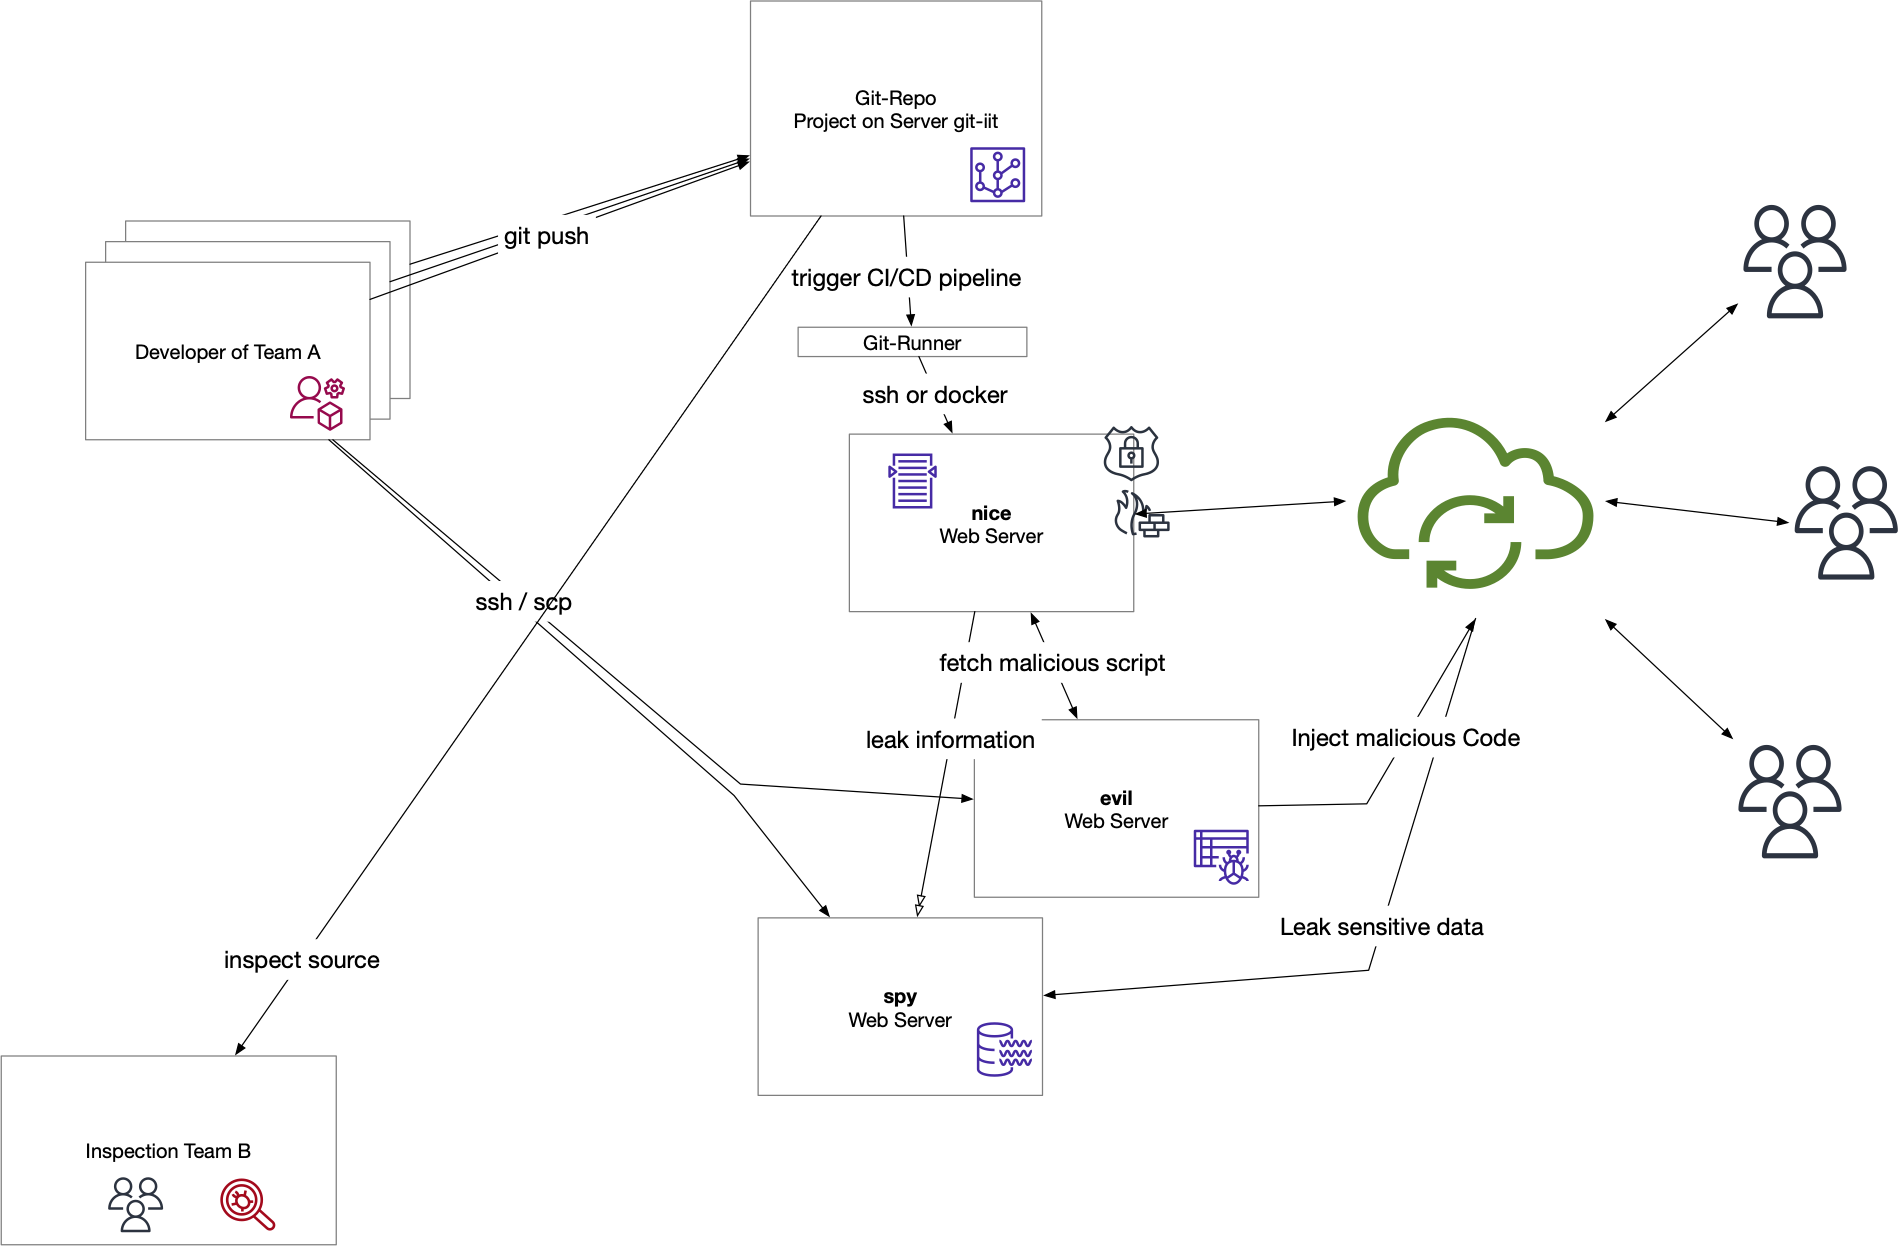 Git-Repo
Project on Server git-iit
git push
trigger CI/CD pipeline
Git-Runner
Developer of Team A
ssh or docker
nice
Web Server
ssh / scp
fetch malicious script
leak information
Inject malicious Code
evil
Web Server
Leak sensitive data
inspect source
spy
Web Server
Inspection Team B